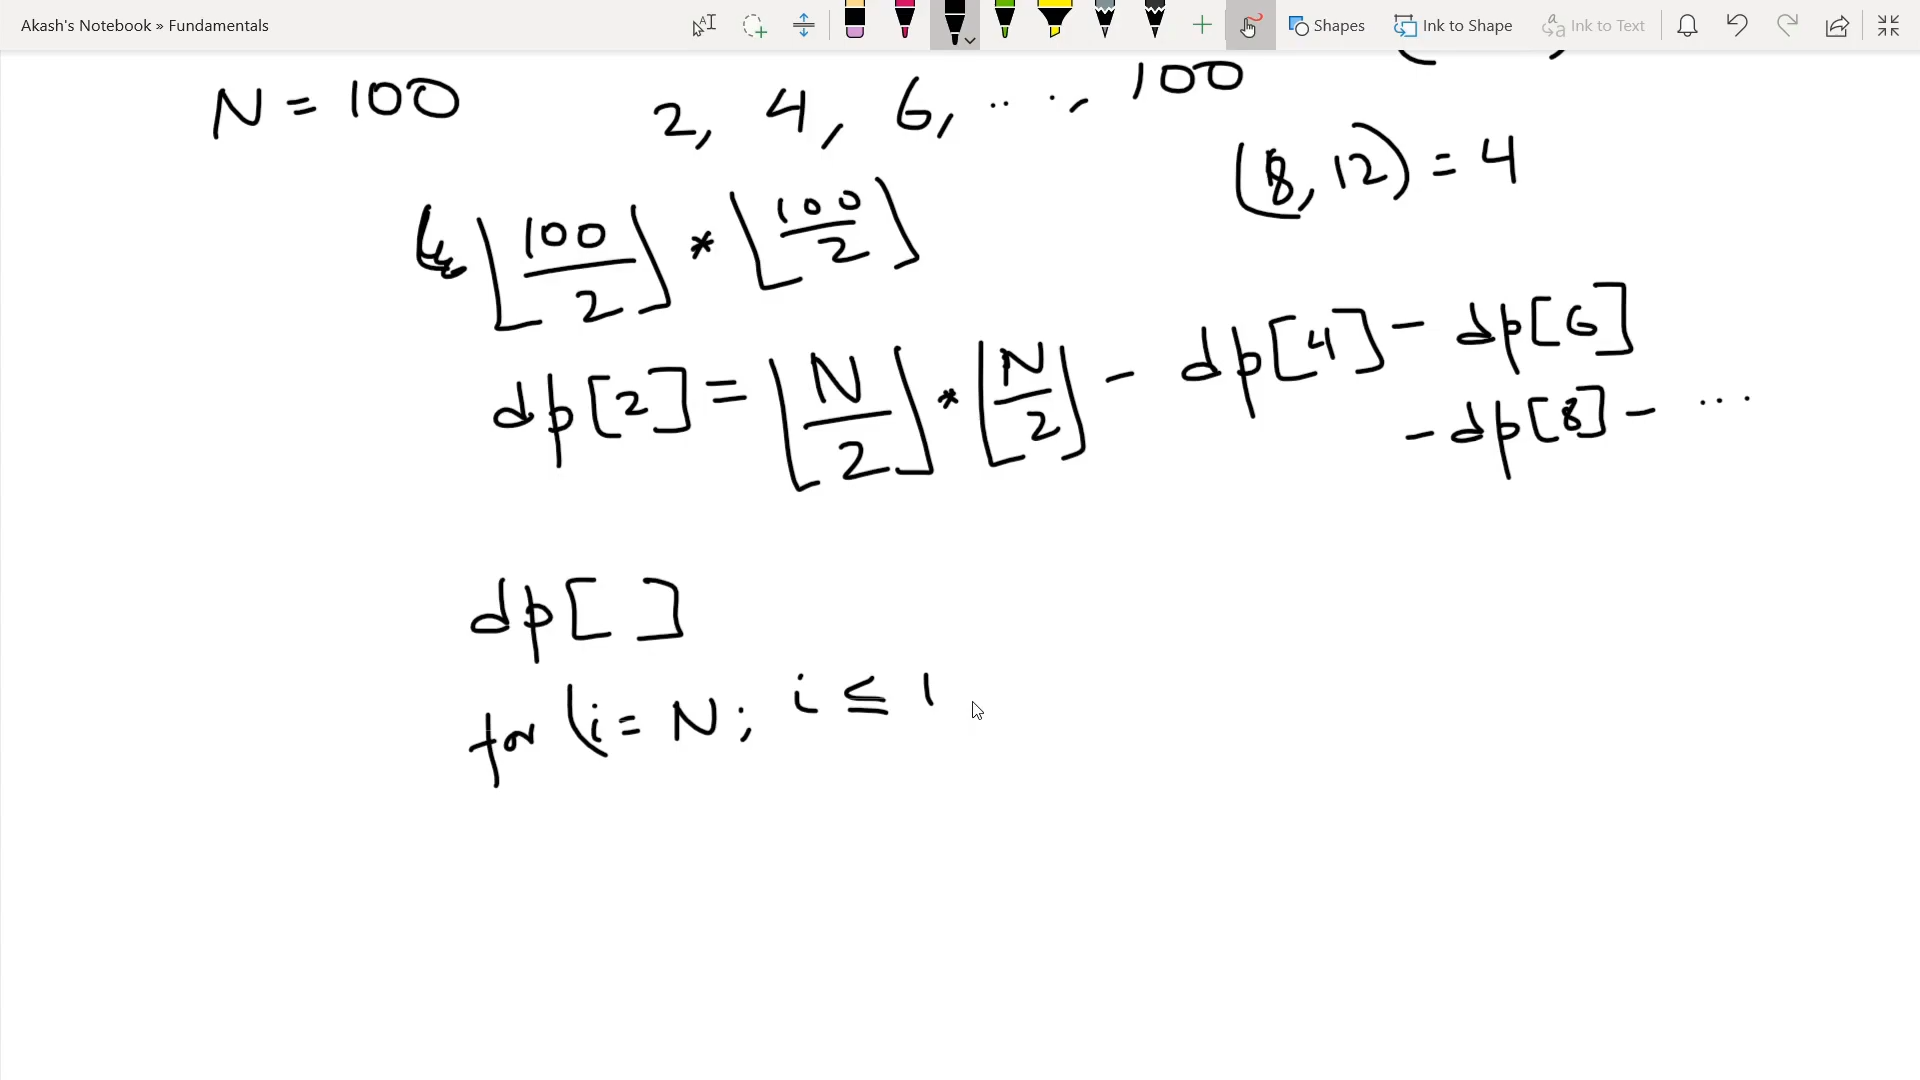 Akash's Notebook » Fundamentals
Shapes Ink to Shape Ink to Text
N = 100 2, 4, 6, ..., 100
(8, 12) = 4
⌊100/2⌋ * ⌊100/2⌋
dp[2] = ⌊N/2⌋ * ⌊N/2⌋ - dp[4] - dp[6]
- dp[8] - ...
dp[ ]
for (i = N; i ≤ 1